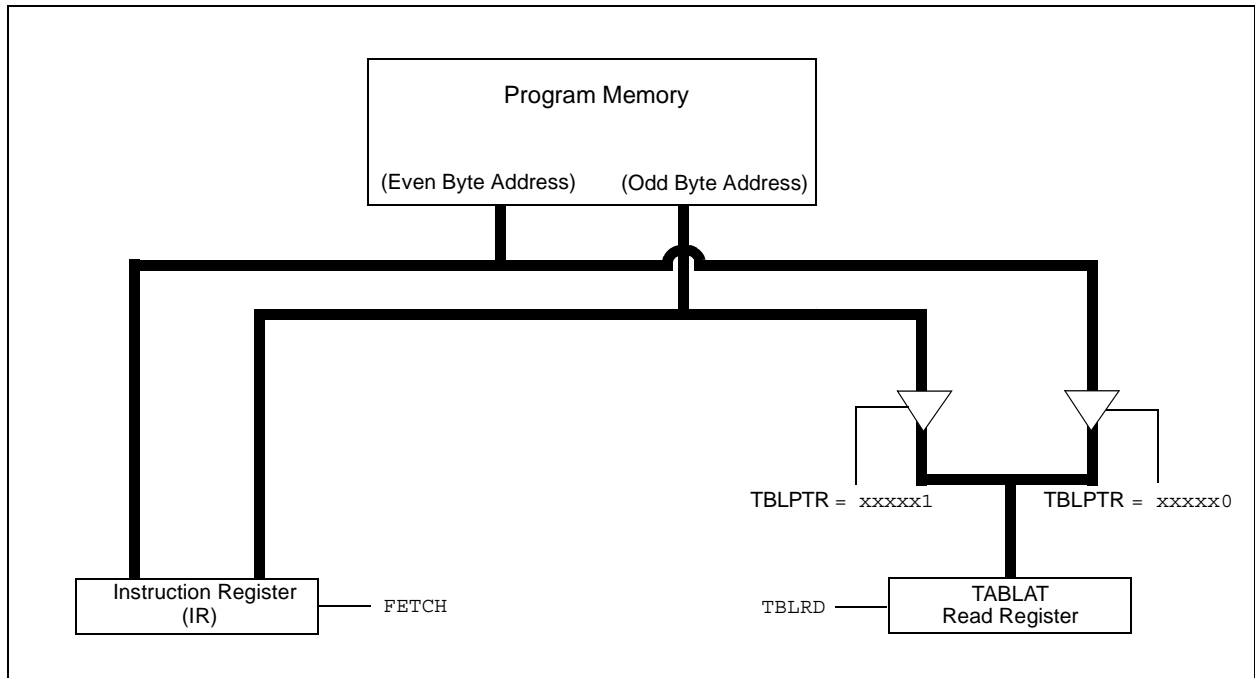 Program Memory
(Even Byte Address) (Odd Byte Address)
TBLPTR = xxxxx1 TBLPTR = xxxxx0
Instruction Register
(IR)
FETCH
TBLRD
TABLAT
Read Register